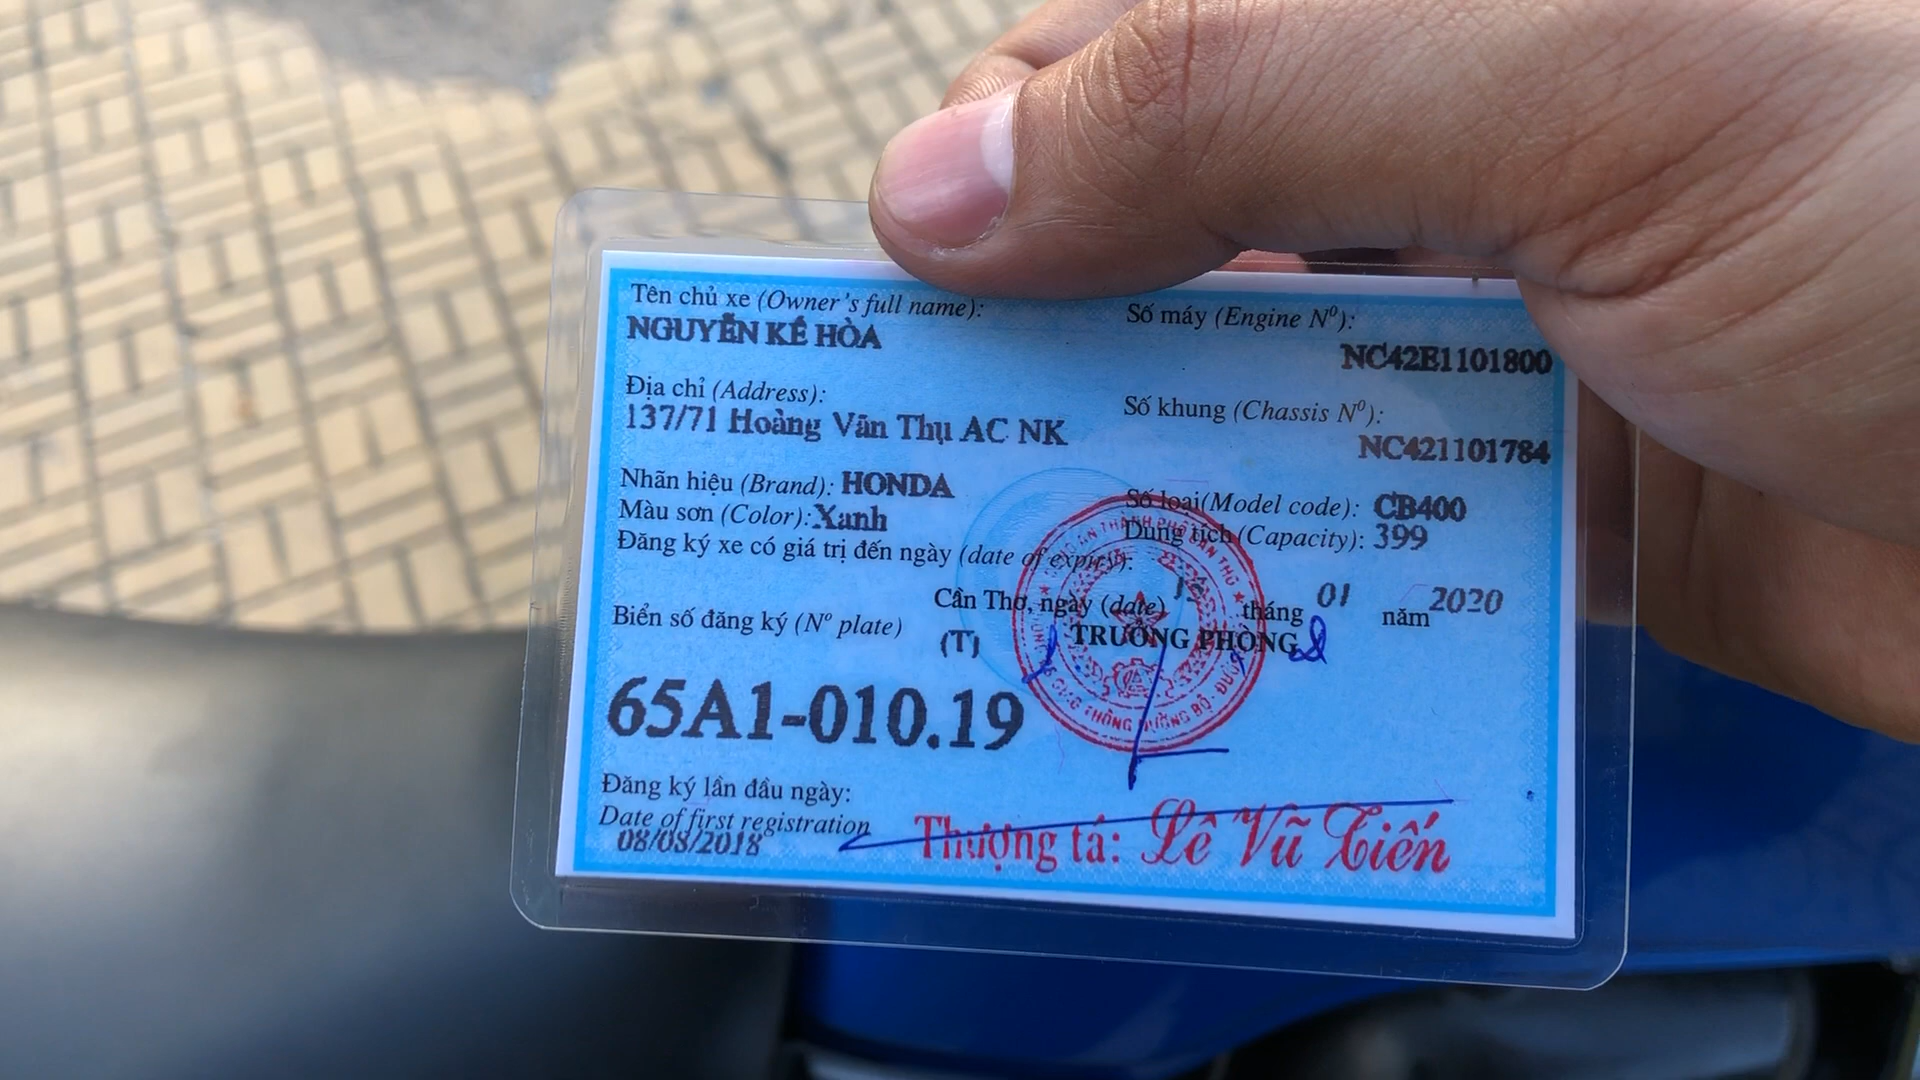 Tên chủ xe (Owner's full name):
NGUYỄN KẾ HÒA
Địa chỉ (Address):
137/71 Hoàng Văn Thụ AC NK
Nhãn hiệu (Brand): HONDA
Màu sơn (Color): Xanh
Đăng ký xe có giá trị đến ngày (date of expiry):
Số máy (Engine Nº):
NC42E1101800
Số khung (Chassis Nº):
NC421101784
Số loại (Model code): CB400
Dung tích (Capacity): 399
Cần Thơ, ngày (date) tháng 01 năm 2020
(T) TRƯỞNG PHÒNG
Biển số đăng ký (Nº plate)
65A1-010.19
Đăng ký lần đầu ngày:
Date of first registration
08/08/2018
Thượng tá: Lê Vũ Tiến